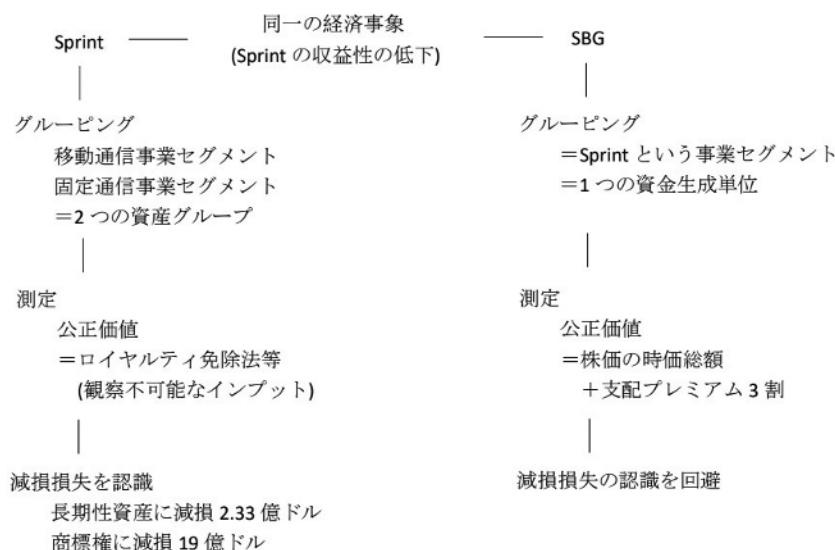 同一の経済事象
(Sprint の収益性の低下)
Sprint
グルーピング
移動通信事業セグメント
固定通信事業セグメント
＝2 つの資産グループ
測定
公正価値
＝ロイヤルティ免除法等
(観察不可能なインプット)
減損損失を認識
長期性資産に減損 2.33 億ドル
商標権に減損 19 億ドル
SBG
グルーピング
＝Sprint という事業セグメント
＝1 つの資金生成単位
測定
公正価値
＝株価の時価総額
＋支配プレミアム 3 割
減損損失の認識を回避